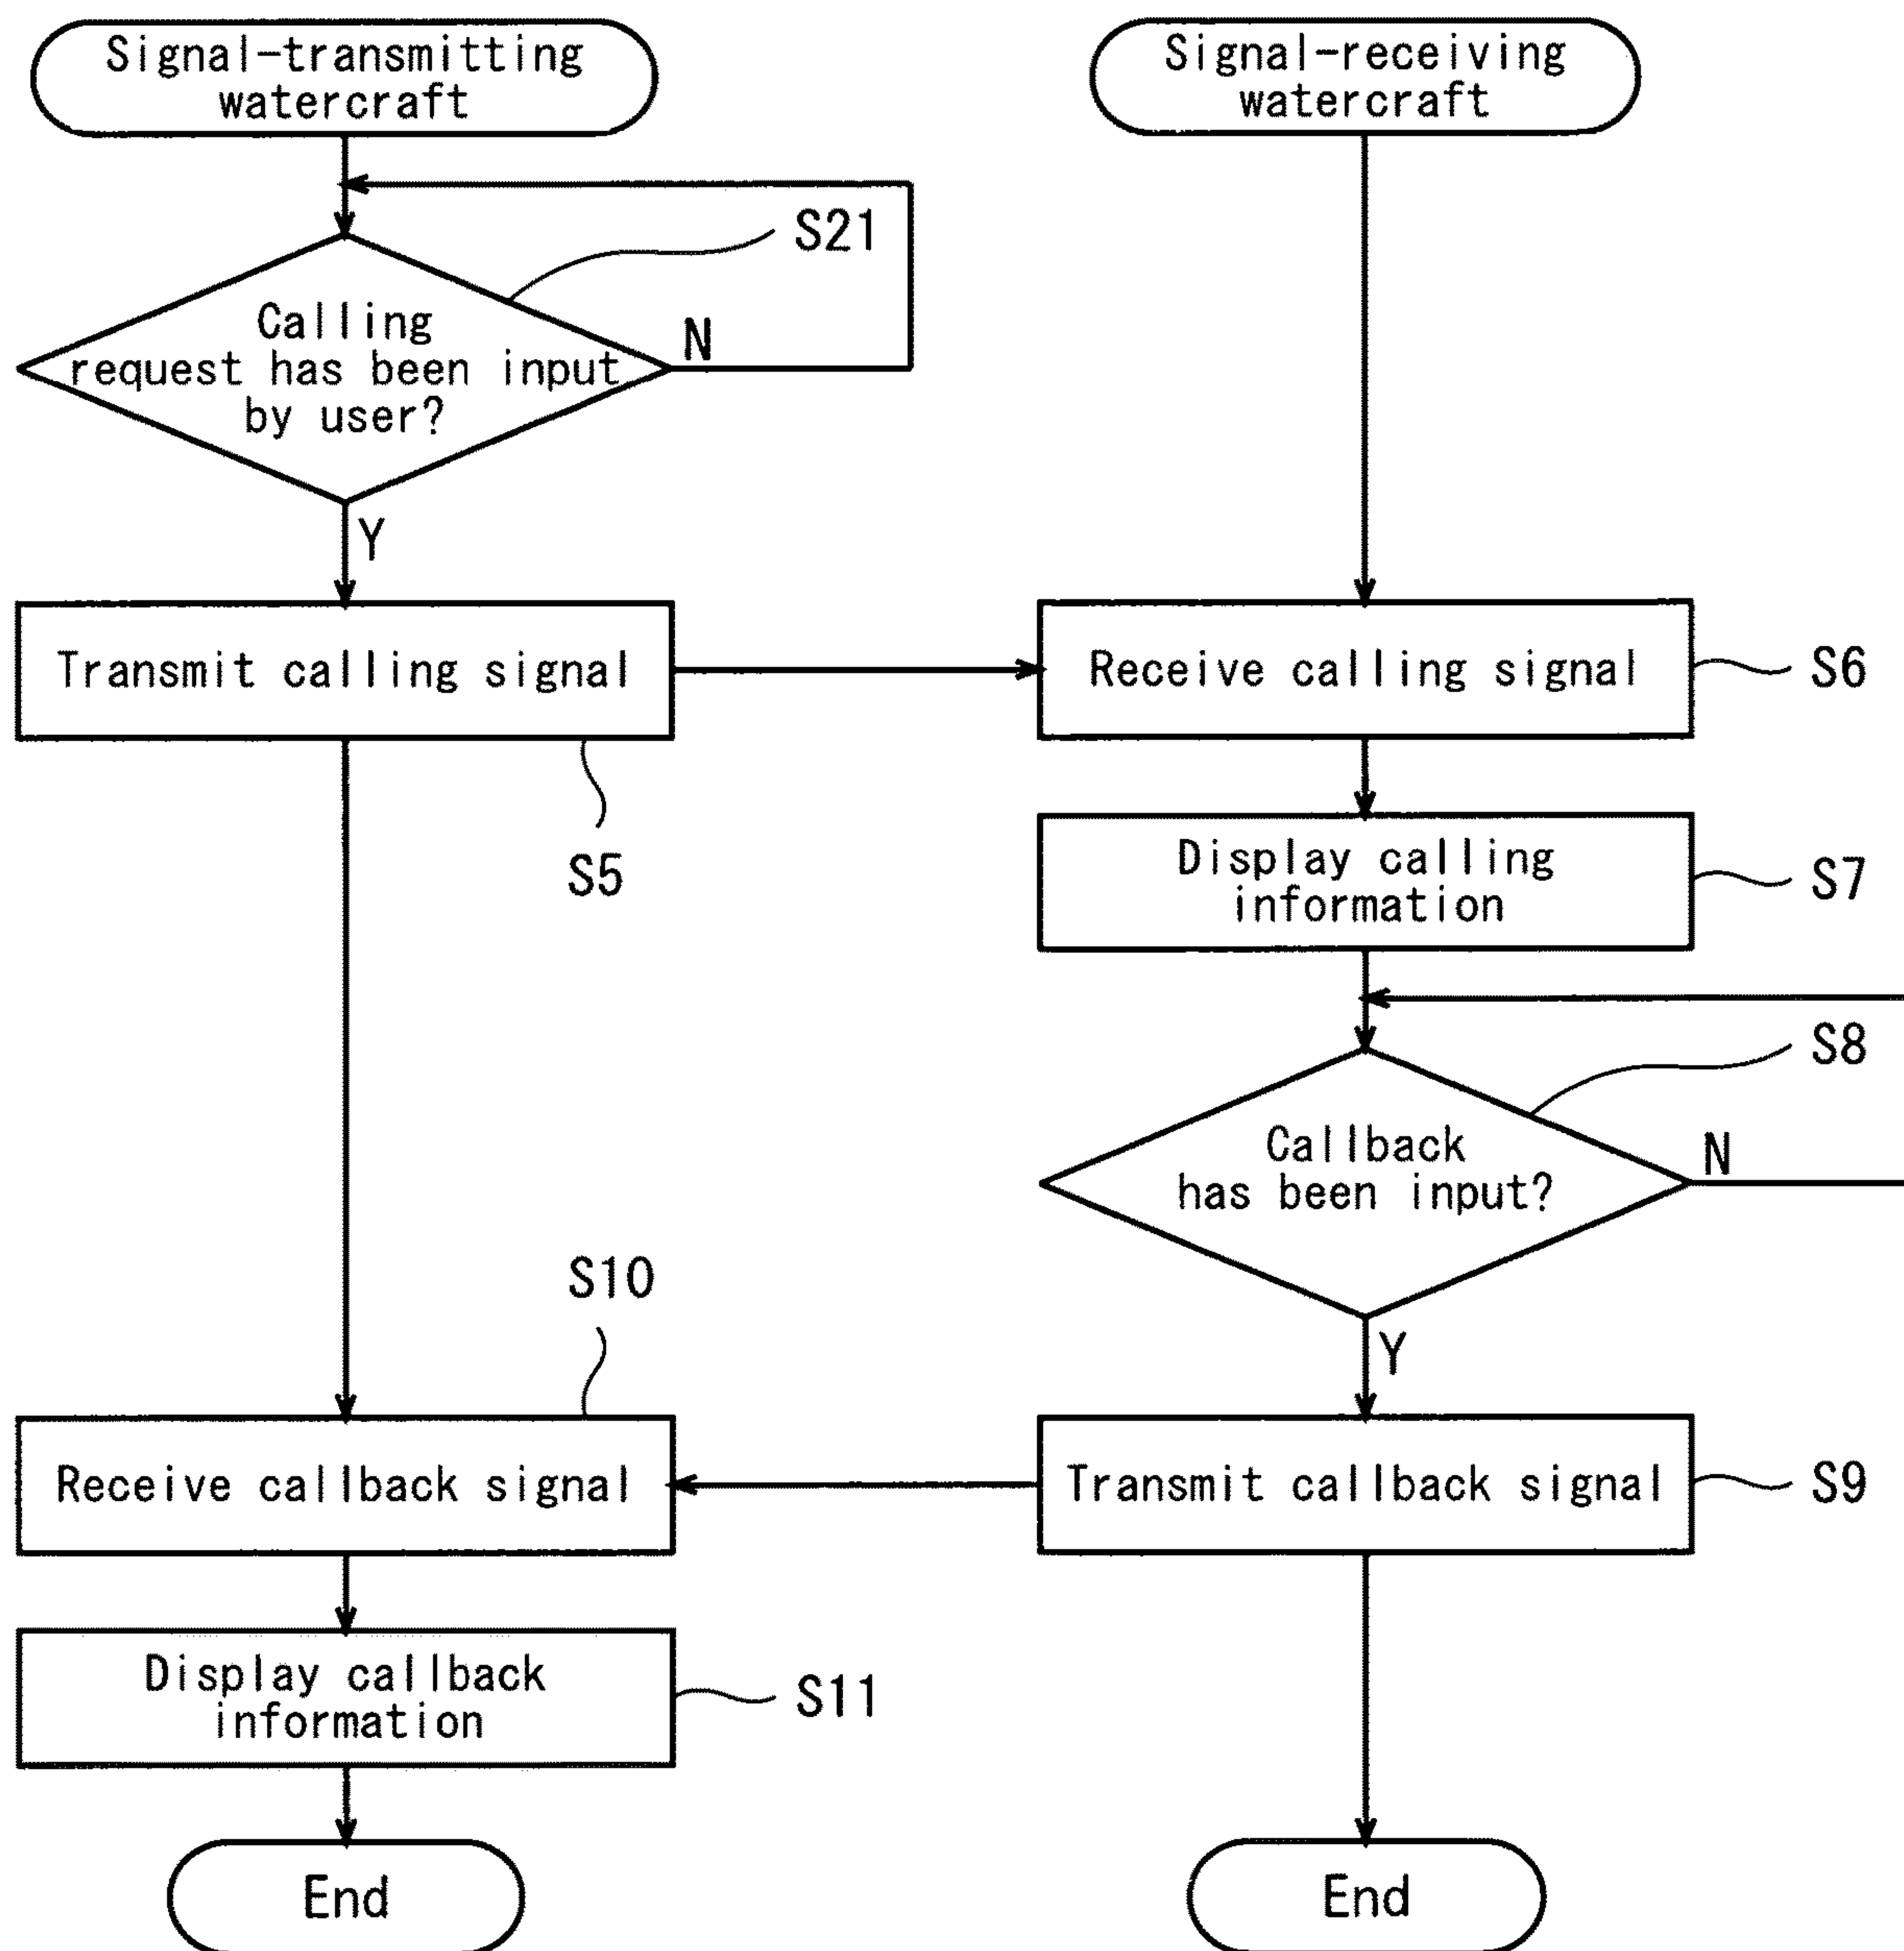 Signal-transmitting
watercraft
Signal-receiving
watercraft
S21
Calling
request has been input
by user?
N
Y
Transmit calling signal
Receive calling signal
S6
S5
Display calling
information
S7
S8
Callback
has been input?
N
S10
Y
Receive callback signal
Transmit callback signal
S9
Display callback
information
S11
End
End